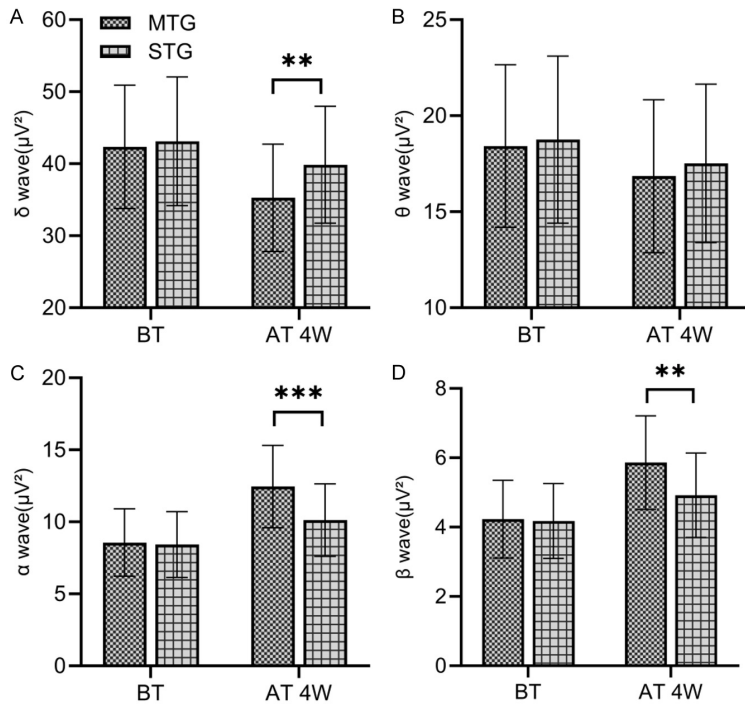 A
δ wave(μV²)
60
50
40
30
20
MTG
STG
**
BT
AT 4W
B
θ wave(μV²)
25
20
15
10
BT
AT 4W
C
α wave(μV²)
20
15
10
5
0
***
BT
AT 4W
D
β wave(μV²)
8
6
4
2
0
**
BT
AT 4W